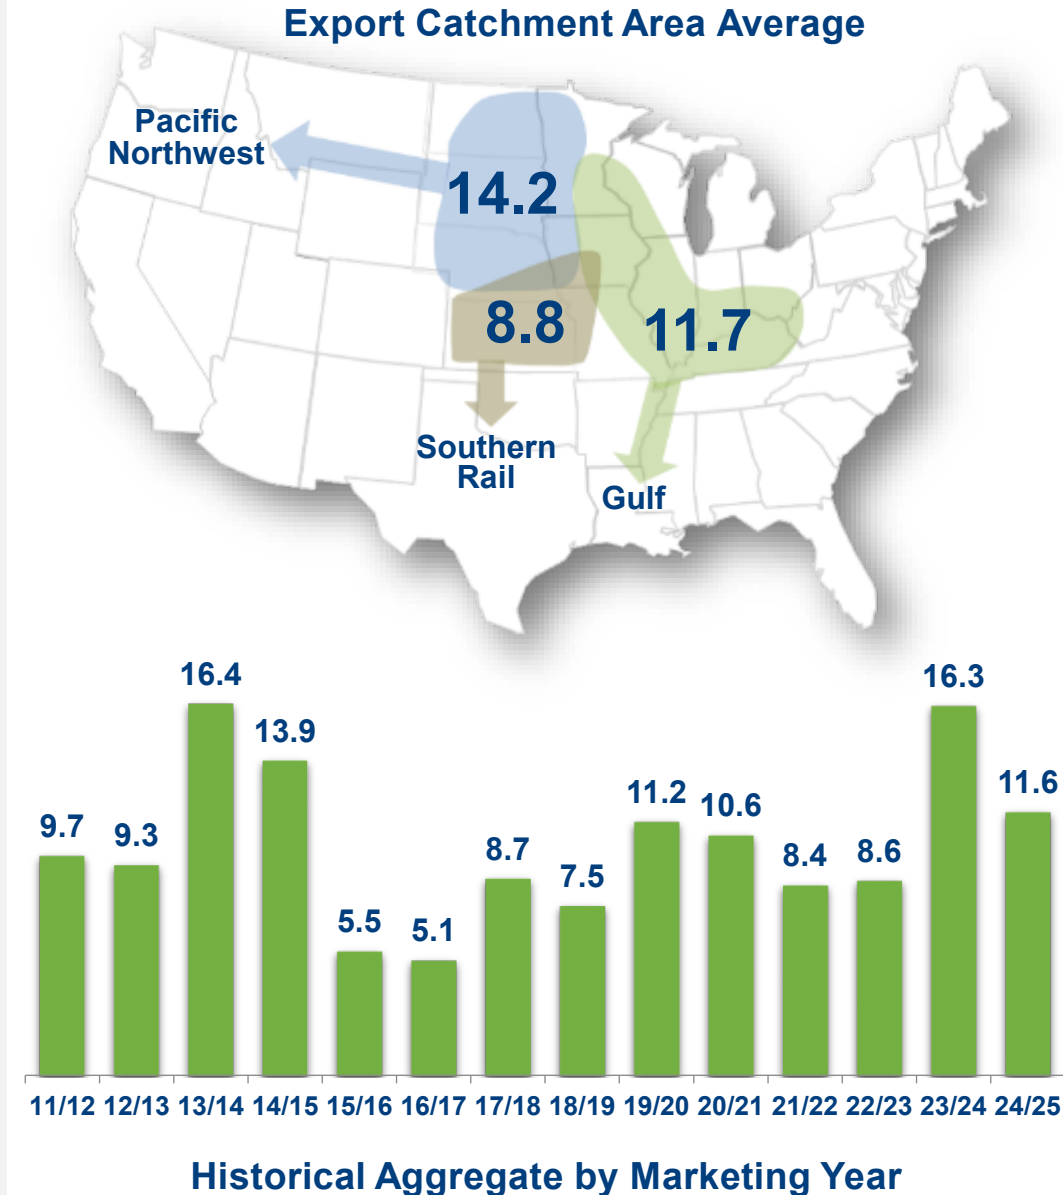 Export Catchment Area Average
Pacific
Northwest
14.2
8.8
11.7
Southern
Rail
Gulf
16.4
16.3
13.9
11.6
11.2
10.6
9.7
9.3
8.7
8.4
8.6
7.5
5.5
5.1
11/12 12/13 13/14 14/15 15/16 16/17 17/18 18/19 19/20 20/21 21/22 22/23 23/24 24/25
Historical Aggregate by Marketing Year